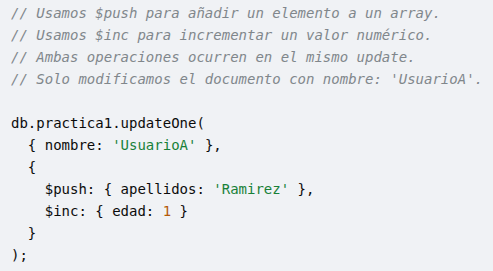 // Usamos $push para añadir un elemento a un array.
// Usamos $inc para incrementar un valor numérico.
// Ambas operaciones ocurren en el mismo update.
// Solo modificamos el documento con nombre: 'UsuarioA'.

db.practica1.updateOne(
  { nombre: 'UsuarioA' },
  {
    $push: { apellidos: 'Ramirez' },
    $inc: { edad: 1 }
  }
);